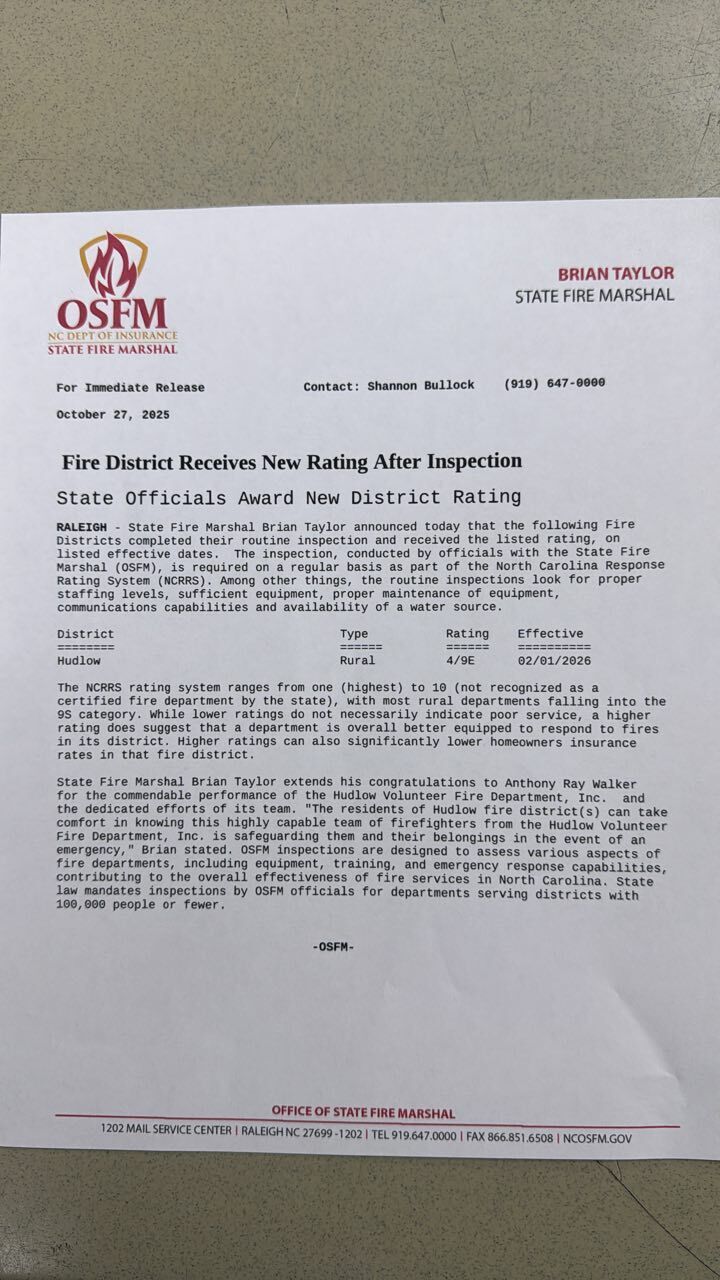 OSFM
NC DEPT OF INSURANCE
STATE FIRE MARSHAL
BRIAN TAYLOR
STATE FIRE MARSHAL
For Immediate Release Contact: Shannon Bullock (919) 647-0000
October 27, 2025
Fire District Receives New Rating After Inspection
State Officials Award New District Rating
RALEIGH - State Fire Marshal Brian Taylor announced today that the following Fire
Districts completed their routine inspection and received the listed rating, on
listed effective dates. The inspection, conducted by officials with the State Fire
Marshal (OSFM), is required on a regular basis as part of the North Carolina Response
Rating System (NCRRS). Among other things, the routine inspections look for proper
staffing levels, sufficient equipment, proper maintenance of equipment,
communications capabilities and availability of a water source.
District Type Rating Effective
======== ====== ====== ==========
Hudlow Rural 4/9E 02/01/2026
The NCRRS rating system ranges from one (highest) to 10 (not recognized as a
certified fire department by the state), with most rural departments falling into the
9S category. While lower ratings do not necessarily indicate poor service, a higher
rating does suggest that a department is overall better equipped to respond to fires
in its district. Higher ratings can also significantly lower homeowners insurance
rates in that fire district.
State Fire Marshal Brian Taylor extends his congratulations to Anthony Ray Walker
for the commendable performance of the Hudlow Volunteer Fire Department, Inc. and
the dedicated efforts of its team. "The residents of Hudlow fire district(s) can take
comfort in knowing this highly capable team of firefighters from the Hudlow Volunteer
Fire Department, Inc. is safeguarding them and their belongings in the event of an
emergency," Brian stated. OSFM inspections are designed to assess various aspects of
fire departments, including equipment, training, and emergency response capabilities,
contributing to the overall effectiveness of fire services in North Carolina. State
law mandates inspections by OSFM officials for departments serving districts with
100,000 people or fewer.
-OSFM-
OFFICE OF STATE FIRE MARSHAL
1202 MAIL SERVICE CENTER | RALEIGH NC 27699 -1202 | TEL 919.647.0000 | FAX 866.851.6508 | NCOSFM.GOV